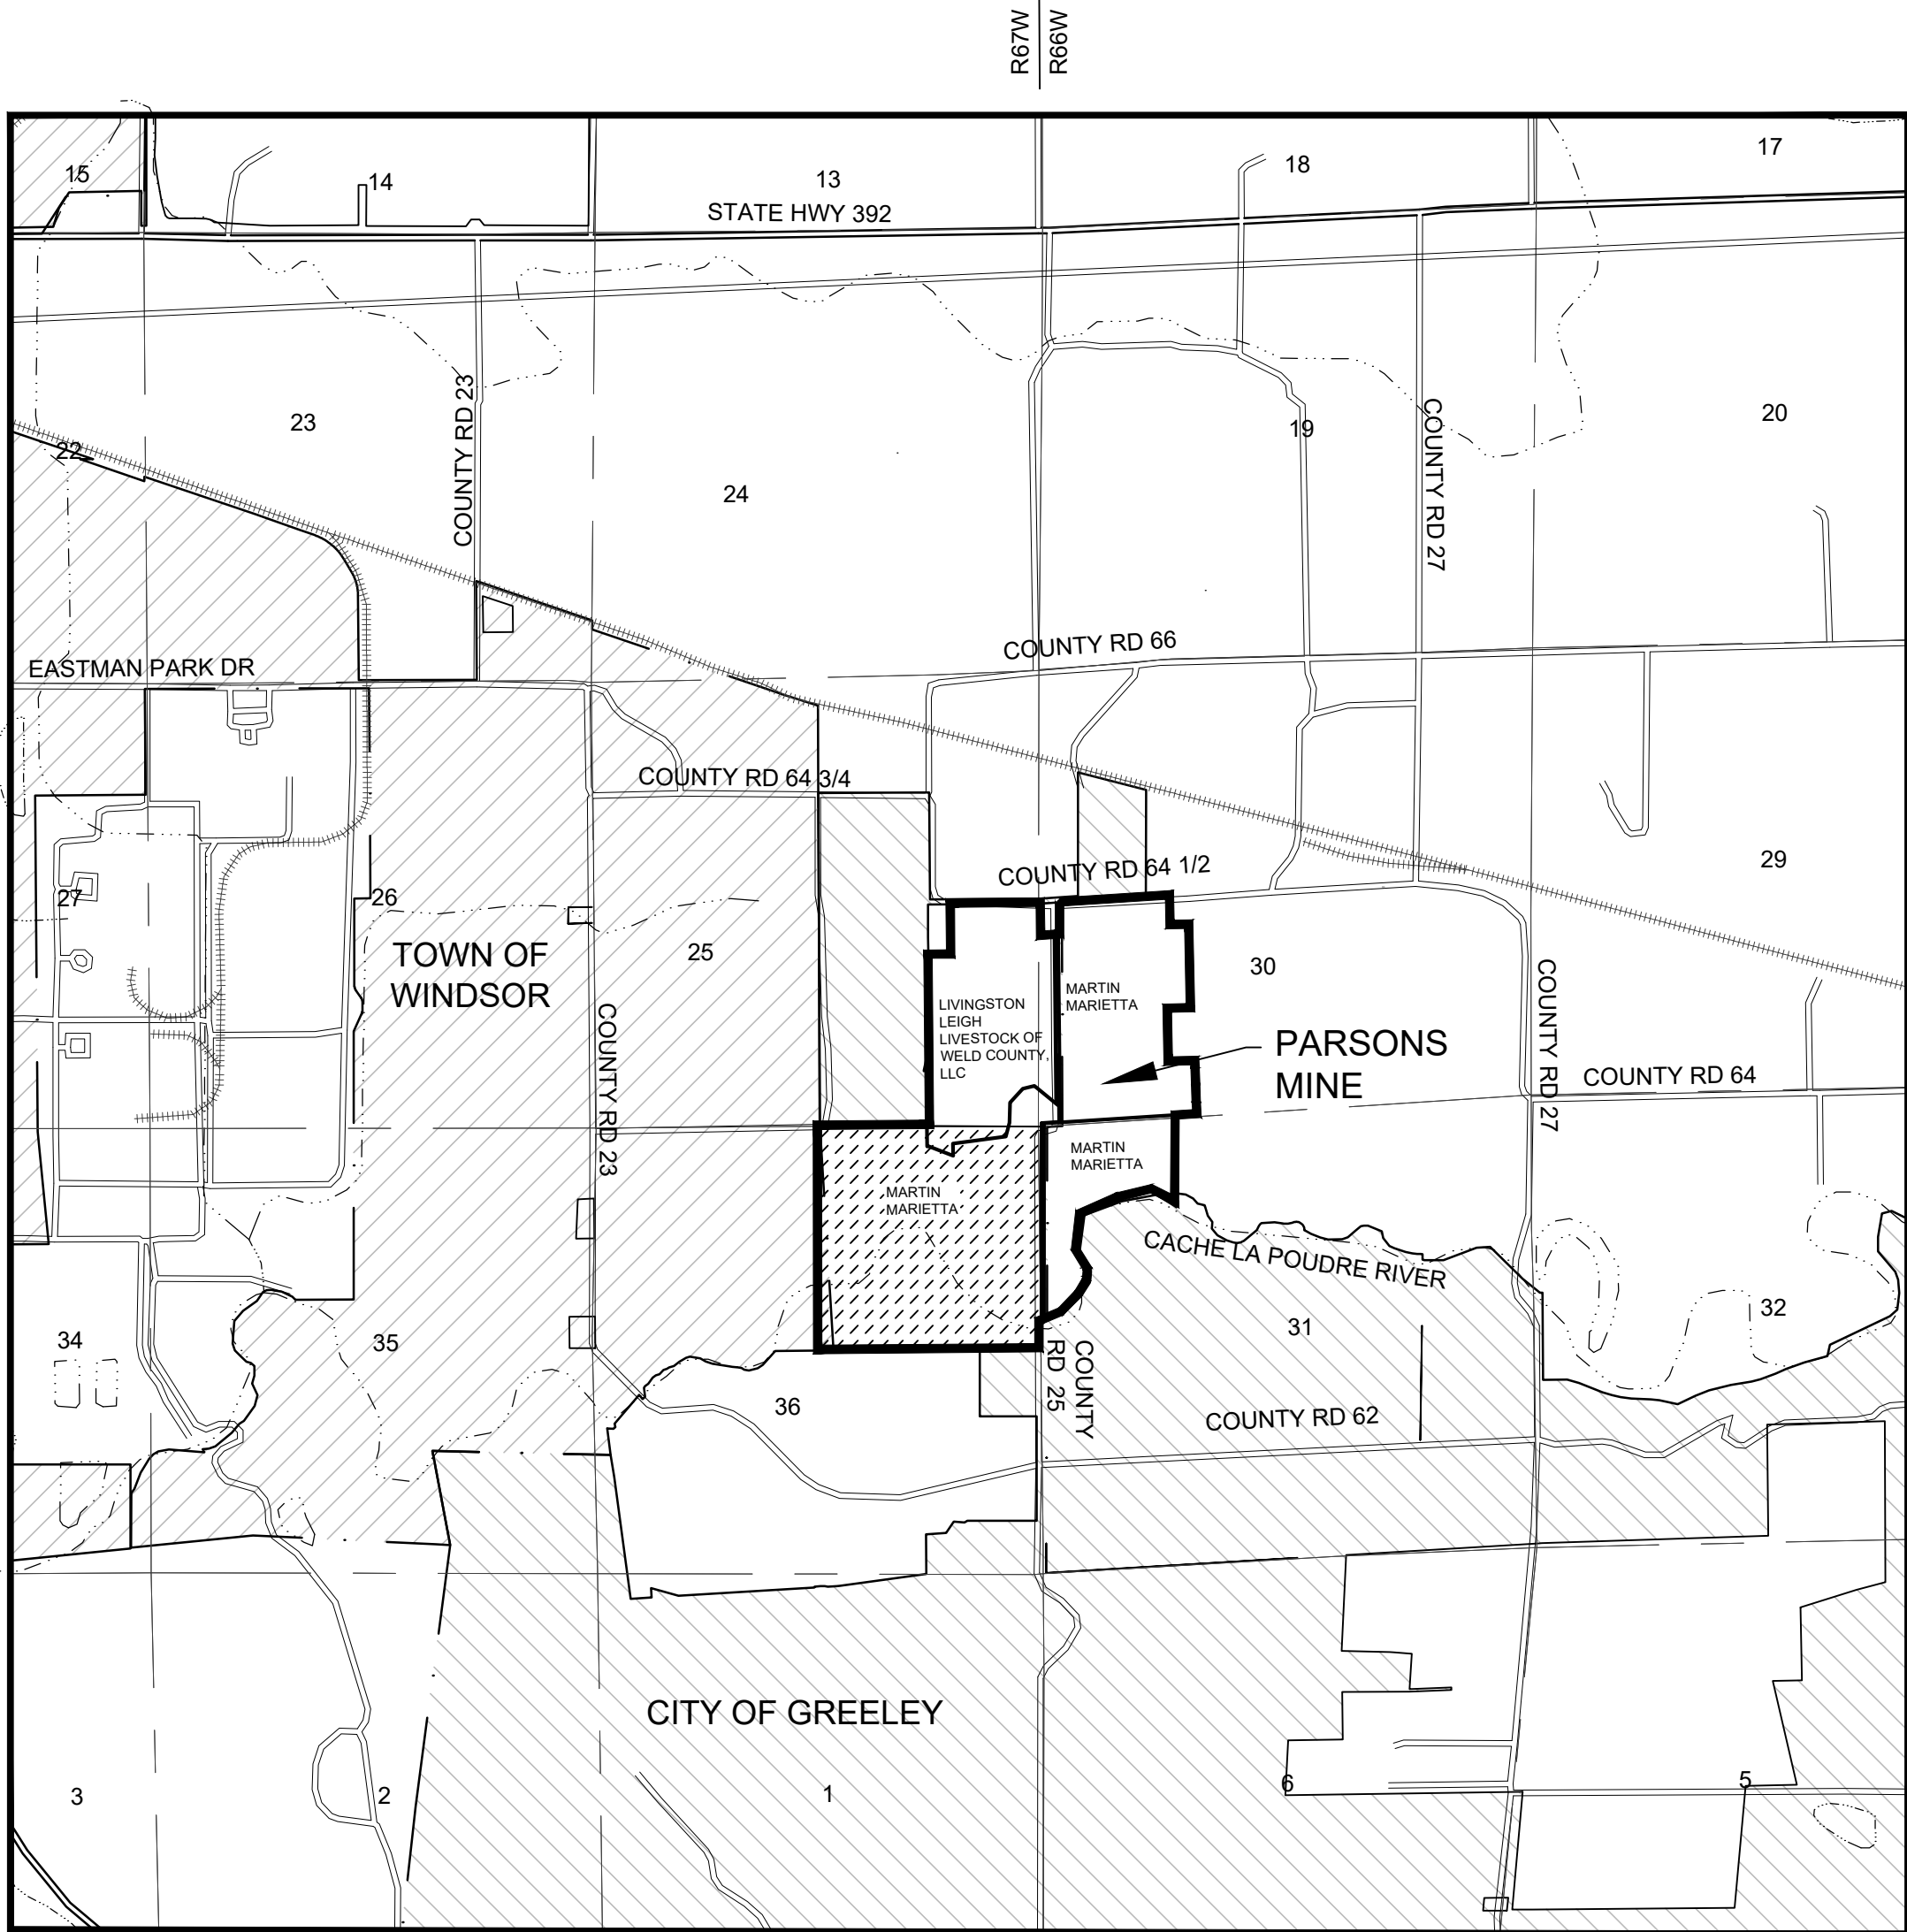 R67W
R66W
15
14
13
18
17
STATE HWY 392
23
COUNTY RD 23
24
19
COUNTY RD 27
20
22
COUNTY RD 66
EASTMAN PARK DR
COUNTY RD 64 3/4
COUNTY RD 64 1/2
29
27
26
TOWN OF
WINDSOR
25
COUNTY RD 23
LIVINGSTON
LEIGH
LIVESTOCK OF
WELD COUNTY,
LLC
MARTIN
MARIETTA
30
PARSONS
MINE
COUNTY RD 27
COUNTY RD 64
MARTIN
MARIETTA
MARTIN
MARIETTA
CACHE LA POUDRE RIVER
34
35
36
COUNTY
RD 25
31
32
COUNTY RD 62
CITY OF GREELEY
3
2
1
6
5